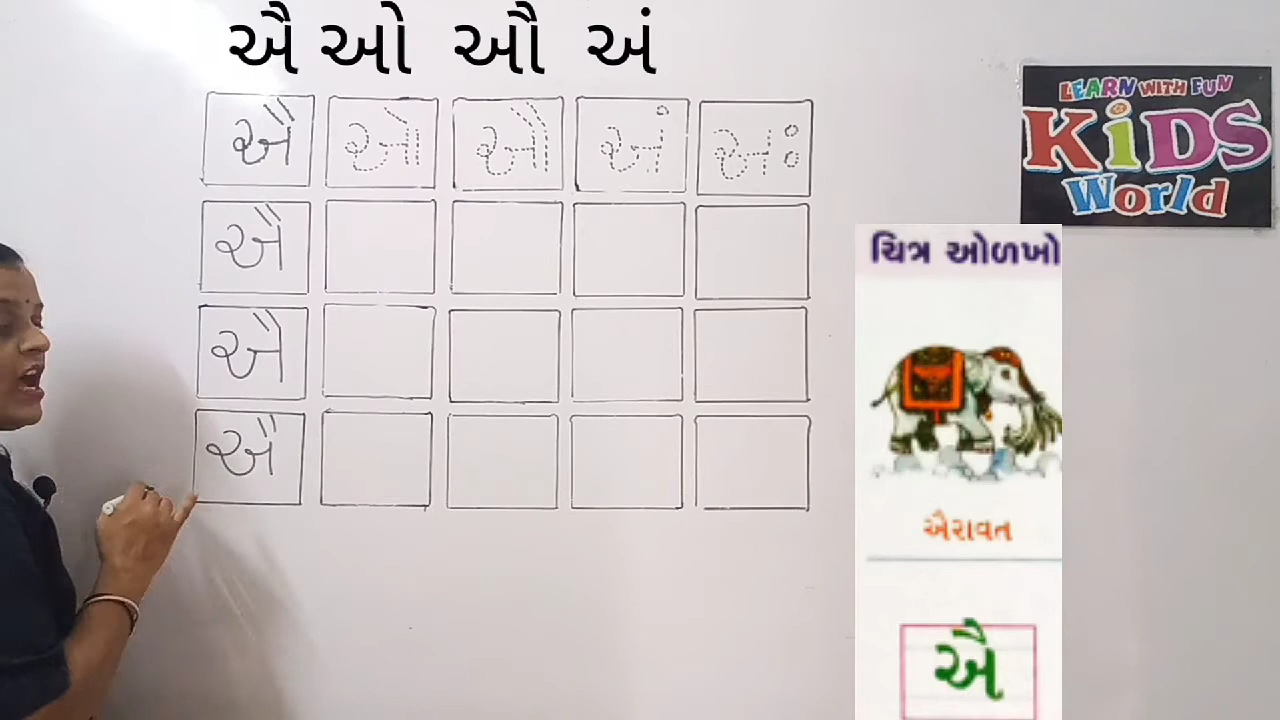 ઐ ઓ ઔ અં
ઐ ઓ ઔ અં અઃ
ઐ
ઐ
ઐ
LEARN WITH FUN
KiDS
World
ચિત્ર ઓળખો
ઐરાવત
ઐ